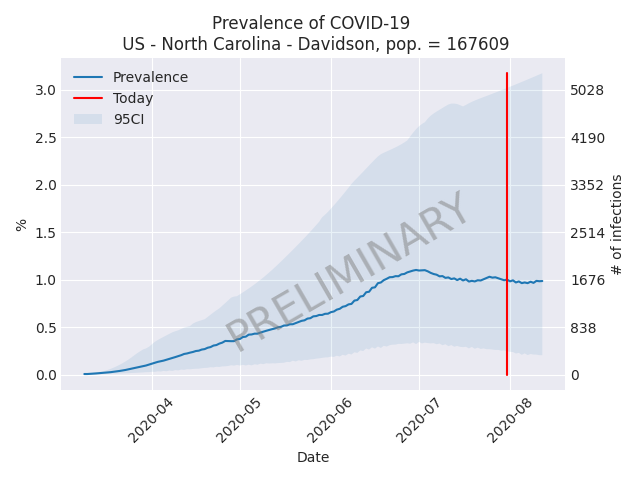 Prevalence of COVID-19
US - North Carolina - Davidson, pop. = 167609
Prevalence
Today
95CI
PRELIMINARY
%
3.0
2.5
2.0
1.5
1.0
0.5
0.0
5028
4190
3352
2514
1676
838
0
# of infections
2020-04
2020-05
2020-06
2020-07
2020-08
Date